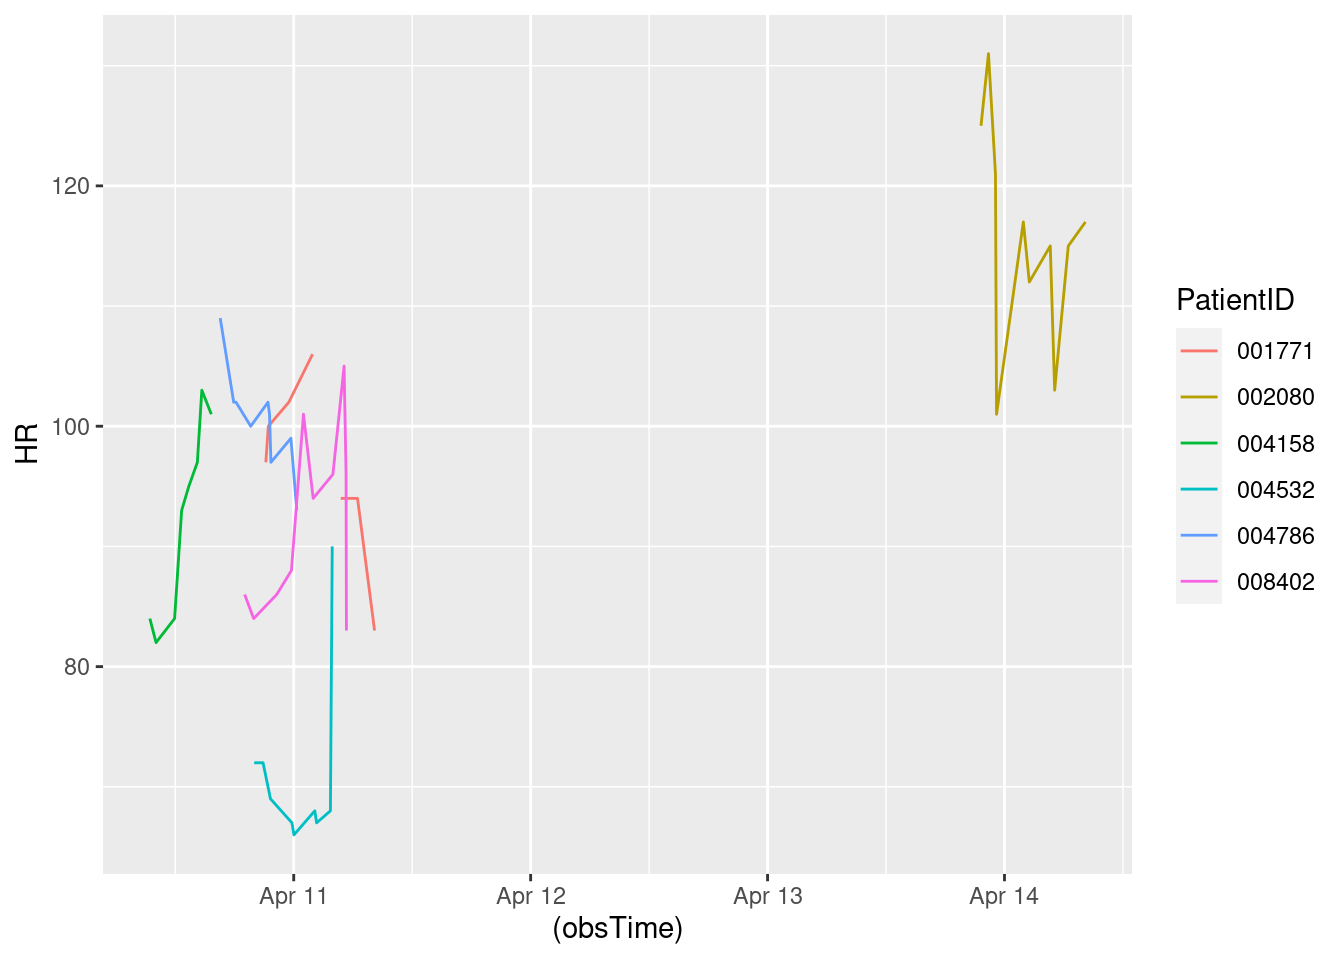 120
100
80
HR
Apr 11
Apr 12
Apr 13
Apr 14
(obsTime)
PatientID
001771
002080
004158
004532
004786
008402